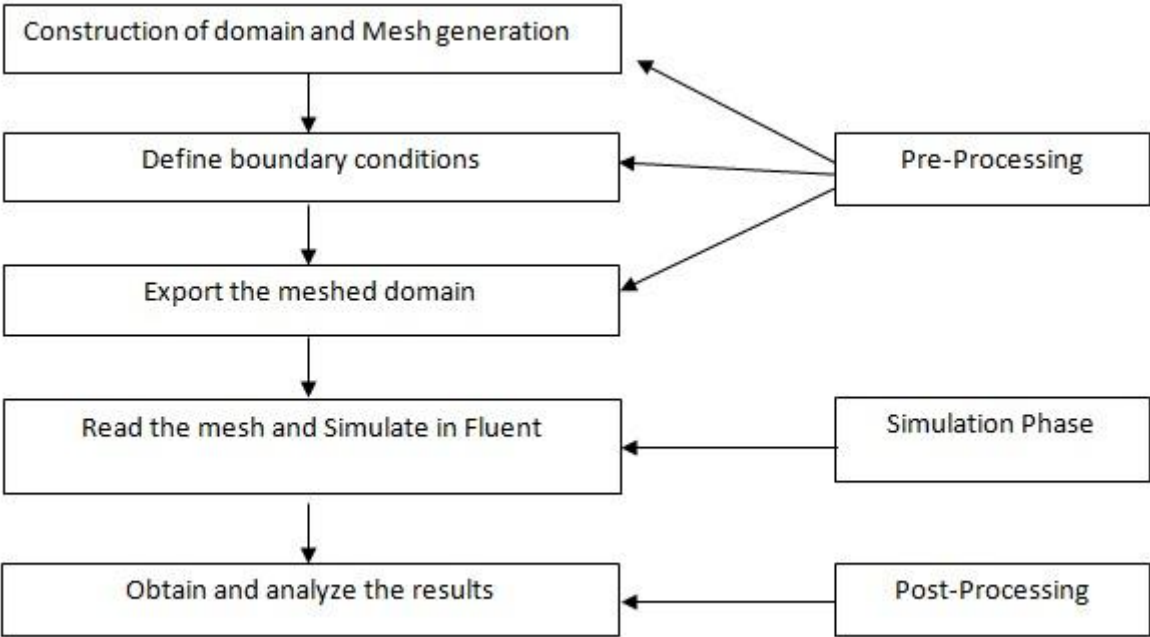 Construction of domain and Mesh generation
Define boundary conditions
Pre-Processing
Export the meshed domain
Read the mesh and Simulate in Fluent
Simulation Phase
Obtain and analyze the results
Post-Processing